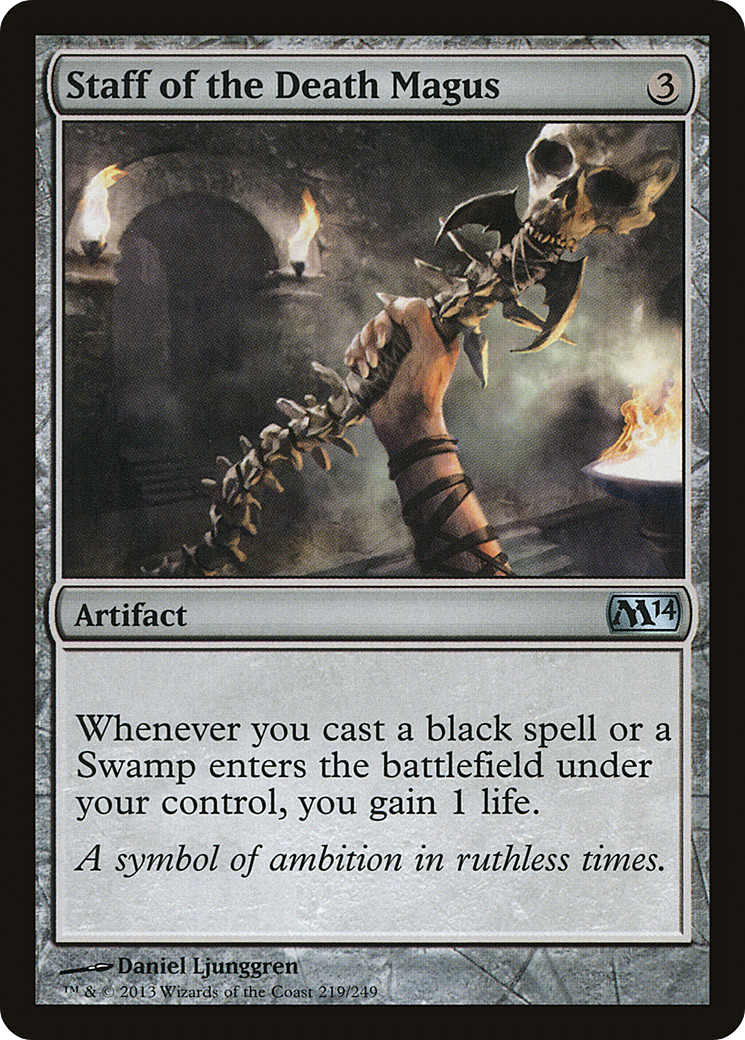 Staff of the Death Magus 3
Artifact M14
Whenever you cast a black spell or a
Swamp enters the battlefield under
your control, you gain 1 life.
A symbol of ambition in ruthless times.
Daniel Ljunggren
™ & © 2013 Wizards of the Coast 219/249